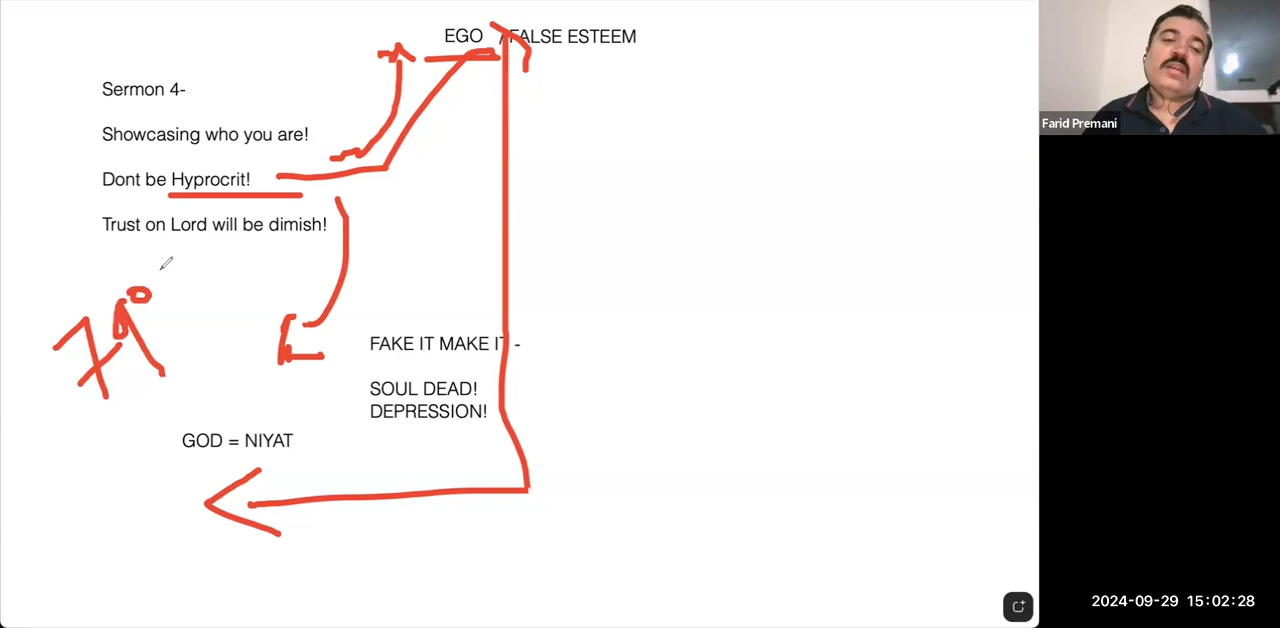 EGO / FALSE ESTEEM
Sermon 4-
Showcasing who you are!
Dont be Hyprocrit!
Trust on Lord will be dimish!
FAKE IT MAKE IT -
SOUL DEAD!
DEPRESSION!
GOD = NIYAT
Farid Premani
2024-09-29 15:02:28